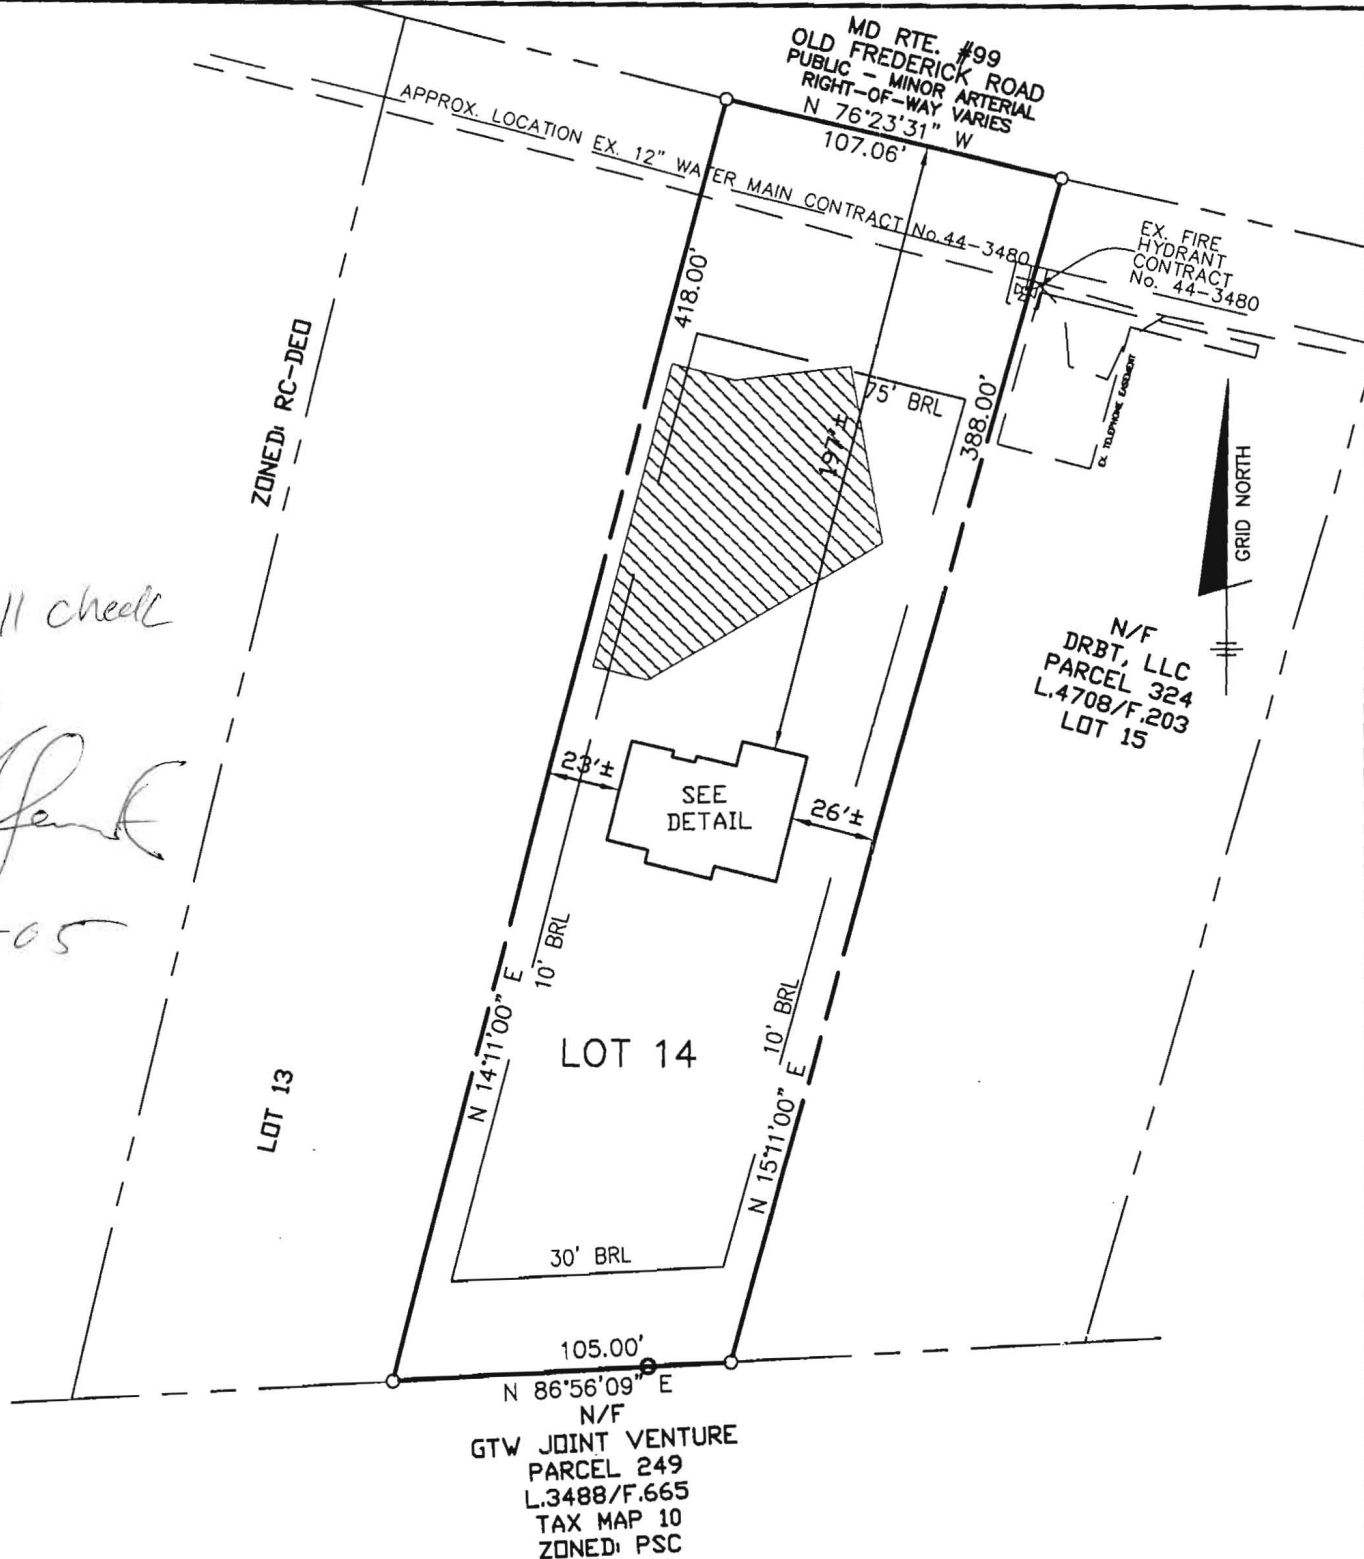 MD RTE. #99
OLD FREDERICK ROAD
PUBLIC - MINOR ARTERIAL
RIGHT-OF-WAY VARIES
N 76°23'31" W
107.06'
APPROX. LOCATION EX. 12" WATER MAIN CONTRACT No.44-3480
EX. FIRE
HYDRANT
CONTRACT
No. 44-3480
418.00'
388.00'
75' BRL
197'±
EX. TELEPHONE EASEMENT
GRID NORTH
ZONED: RC-DEO
check
N/F
DRBT, LLC
PARCEL 324
L.4708/F.203
LOT 15
23'±
SEE
DETAIL
26'±
-05
10' BRL
10' BRL
N 14°11'00" E
LOT 14
N 15°11'00" E
LOT 13
30' BRL
105.00'
N 86°56'09" E
N/F
GTW JOINT VENTURE
PARCEL 249
L.3488/F.665
TAX MAP 10
ZONED: PSC